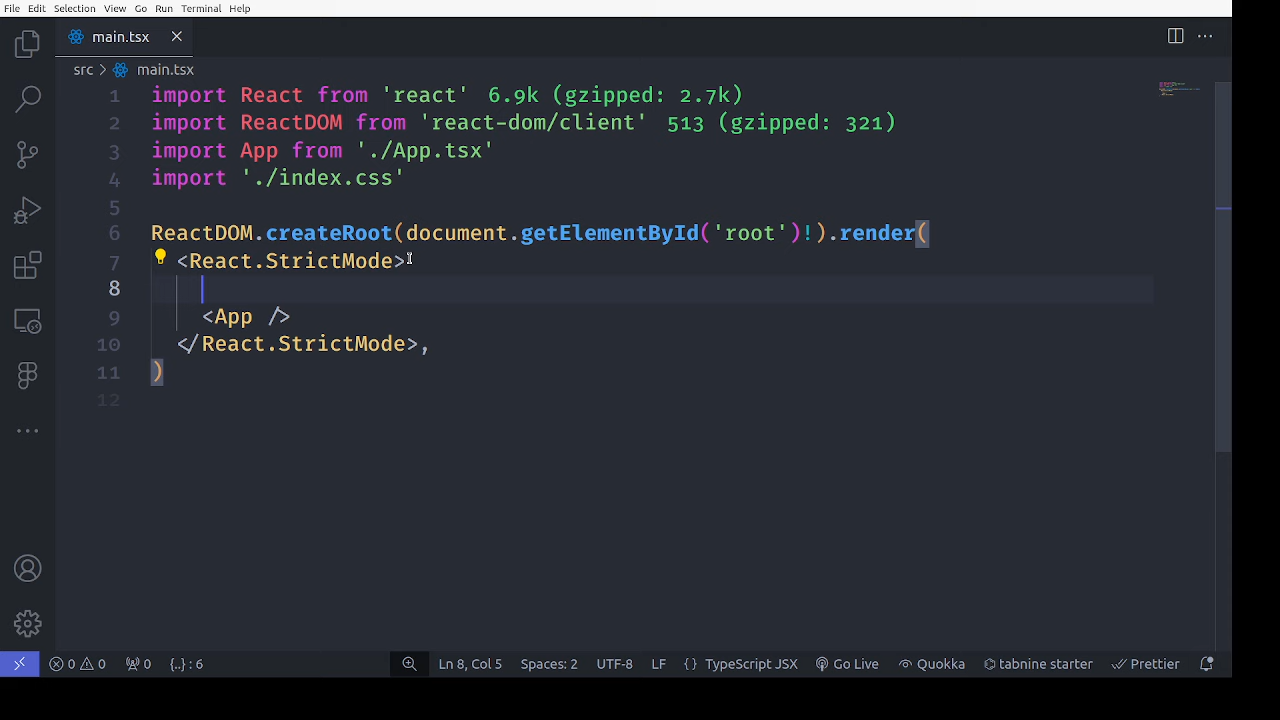 File Edit Selection View Go Run Terminal Help
main.tsx
src > main.tsx
1 import React from 'react' 6.9k (gzipped: 2.7k)
2 import ReactDOM from 'react-dom/client' 513 (gzipped: 321)
3 import App from './App.tsx'
4 import './index.css'
5
6 ReactDOM.createRoot(document.getElementById('root')!).render(
7 <React.StrictMode>
8
9 <App />
10 </React.StrictMode>,
11 )
12
0 0 0 {..} : 6 Ln 8, Col 5 Spaces: 2 UTF-8 LF {} TypeScript JSX Go Live Quokka tabnine starter Prettier